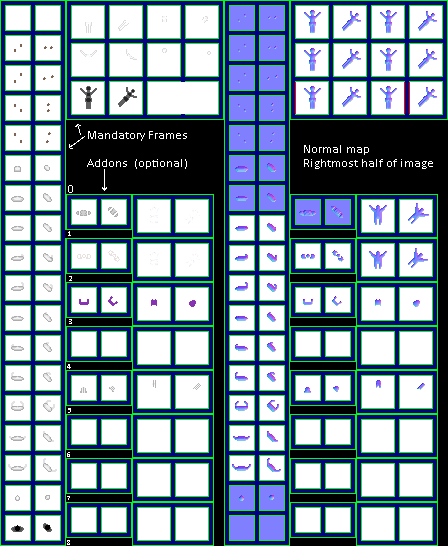 Mandatory Frames
Addons (optional)
Normal map
Rightmost half of image
0
1
2
3
4
5
6
7
8